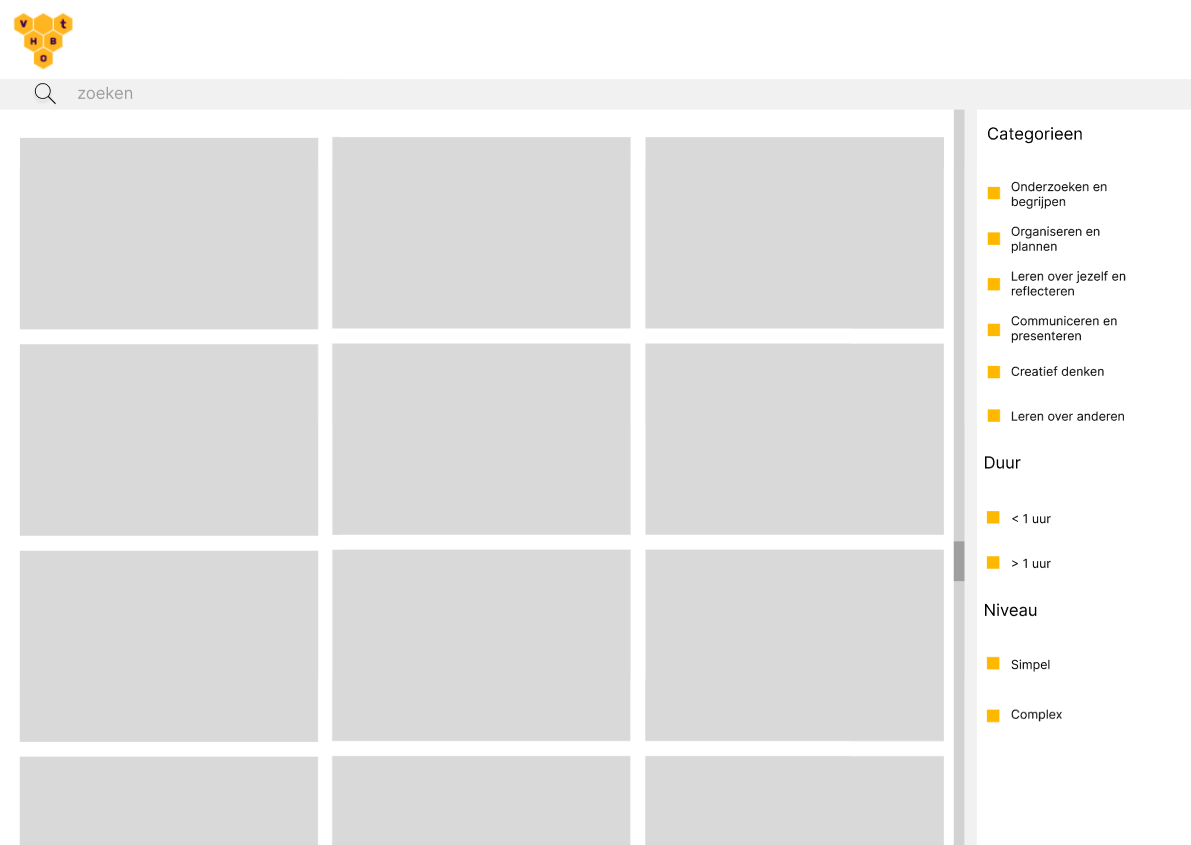 v t
H B
O
zoeken
Categorieen
Onderzoeken en
begrijpen
Organiseren en
plannen
Leren over jezelf en
reflecteren
Communiceren en
presenteren
Creatief denken
Leren over anderen
Duur
< 1 uur
> 1 uur
Niveau
Simpel
Complex